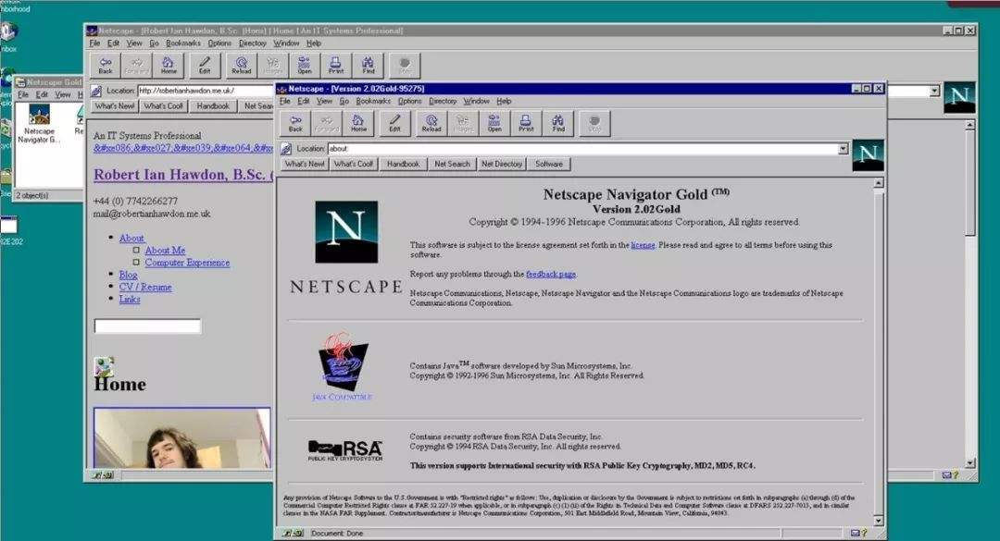 hborhood
nbox
Netscape - [Robert Ian Hawdon, B.Sc. (Hons) | Home | An IT Systems Professional]
File Edit View Go Bookmarks Options Directory Window Help
Back Forward Home Edit Reload Images Open Print Find Stop
Location: http://robertianhawdon.me.uk/
What's New! What's Cool! Handbook Net Sear
N
Netscape Gold
File Edit View H
Netscape
Navigator G...
Re
2 object(s)
02E202
An IT Systems Professional
&#xe086;&#xe027;&#xe039;&#xe064;&#xe
Robert Ian Hawdon, B.Sc. (
+44 (0) 7742266277
mail@robertianhawdon.me.uk
About
About Me
Computer Experience
Blog
CV / Resume
Links
Home
Netscape - [Version 2.02Gold-95275]
File Edit View Go Bookmarks Options Directory Window Help
Back Forward Home Edit Reload Images Open Print Find Stop
Location: about:
What's New! What's Cool! Handbook Net Search Net Directory Software
N
N
NETSCAPE
Netscape Navigator Gold (TM)
Version 2.02Gold
Copyright © 1994-1996 Netscape Communications Corporation, All rights reserved.
This software is subject to the license agreement set forth in the license. Please read and agree to all terms before using this
software.
Report any problems through the feedback page.
Netscape Communications, Netscape, Netscape Navigator and the Netscape Communications logo are trademarks of Netscape
Communications Corporation.
JAVA COMPATIBLE
Contains Java™ software developed by Sun Microsystems, Inc.
Copyright © 1992-1996 Sun Microsystems, Inc. All Rights Reserved.
RSA
PUBLIC KEY CRYPTOSYSTEM
Contains security software from RSA Data Security, Inc.
Copyright © 1994 RSA Data Security, Inc. All rights reserved.
This version supports International security with RSA Public Key Cryptography, MD2, MD5, RC4.
Any provision of Netscape Software to the U.S.Government is with "Restricted rights" as follows: Use, duplication or disclosure by the Government is subject to restrictions set forth in subparagraphs (a) through (d) of the
Commercial Computer Restricted Rights clause at FAR 52.227-19 when applicable, or in subparagraph (c) (1) (ii) of the Rights in Technical Data and Computer Software clause at DFARS 252.227-7013, and in similar
clauses in the NASA FAR Supplement. Contractor/manufacturer is Netscape Communications Corporation, 501 East Middlefield Road, Mountain View, California, 94043.
Document: Done